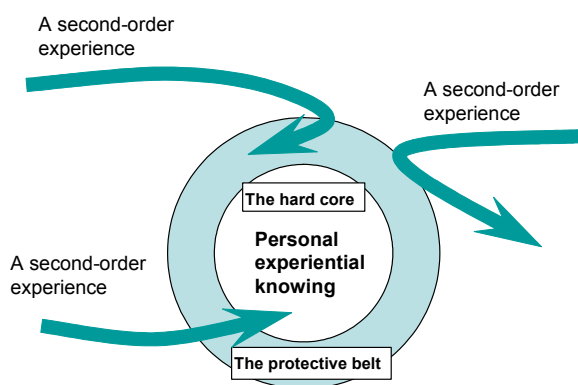 A second-order
experience
A second-order
experience
The hard core
Personal
experiential
knowing
A second-order
experience
The protective belt